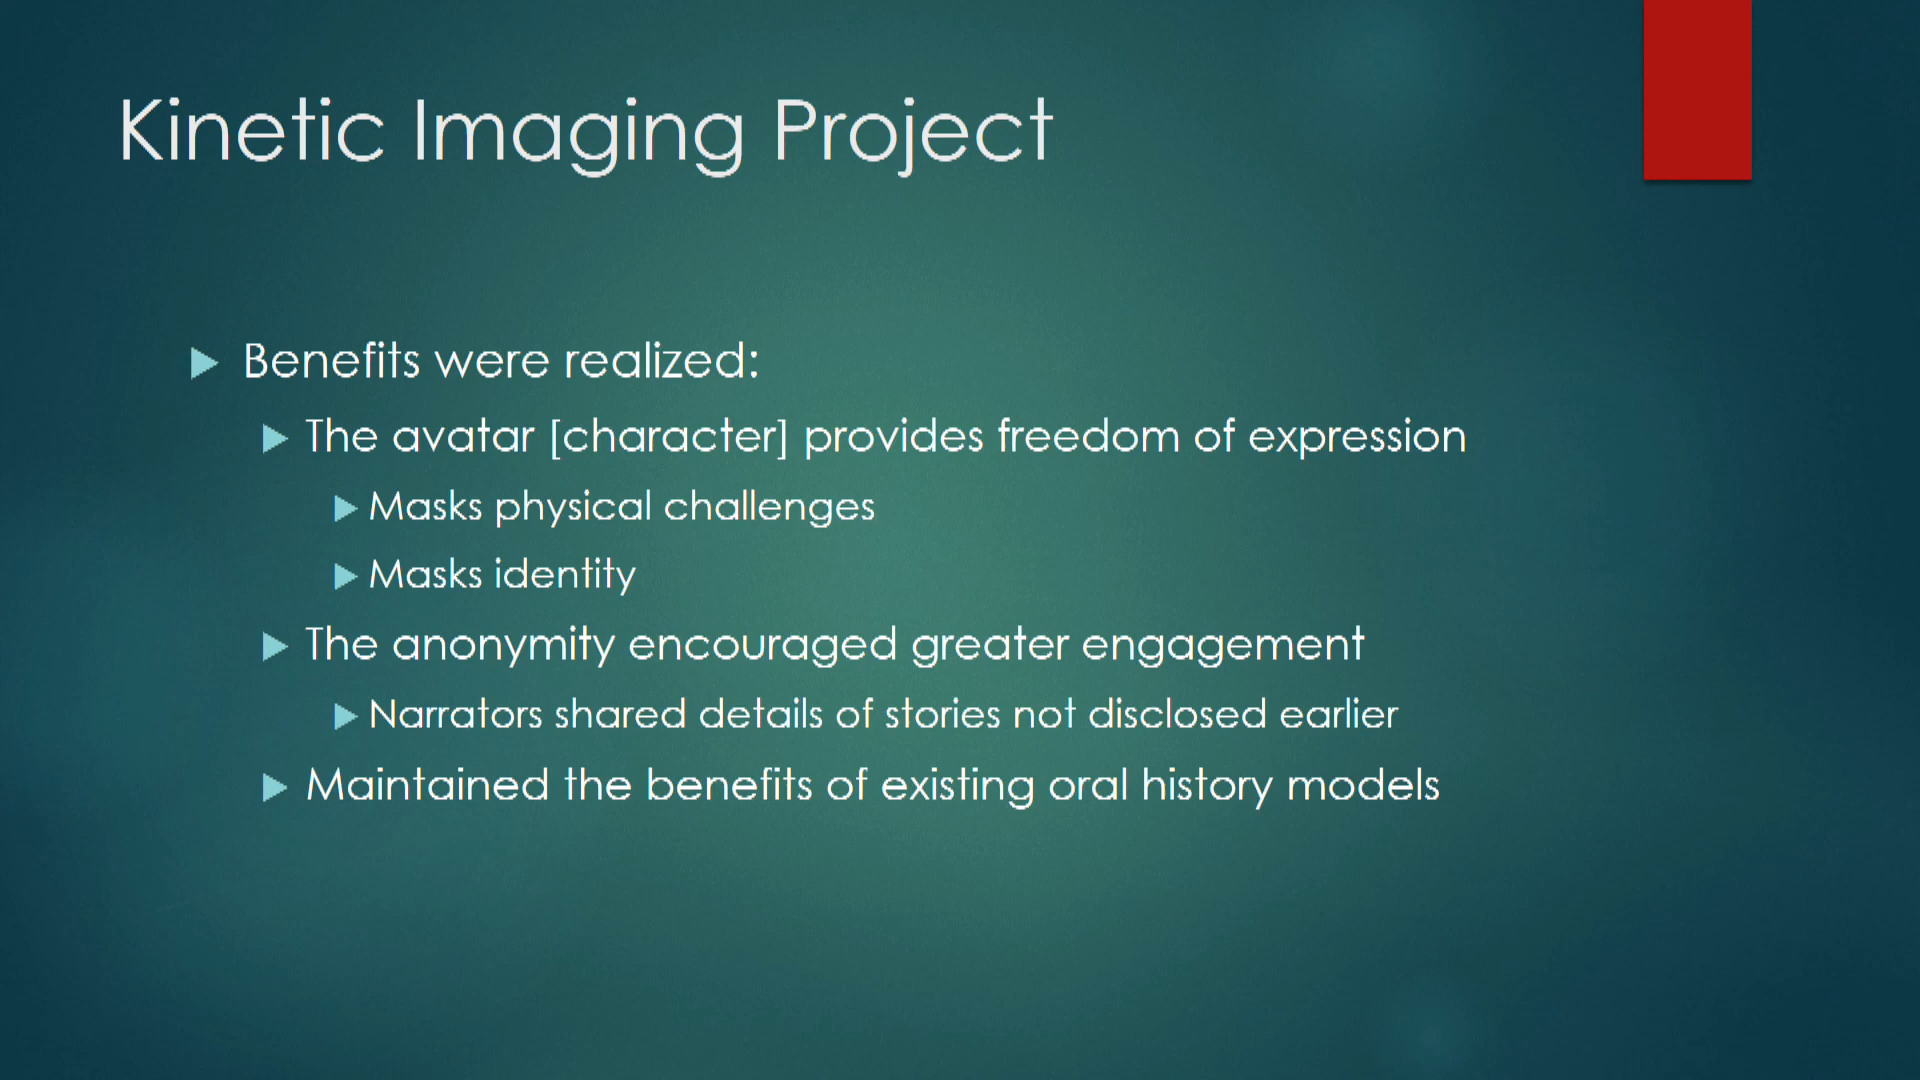 Kinetic Imaging Project
Benefits were realized:
The avatar [character] provides freedom of expression
Masks physical challenges
Masks identity
The anonymity encouraged greater engagement
Narrators shared details of stories not disclosed earlier
Maintained the benefits of existing oral history models